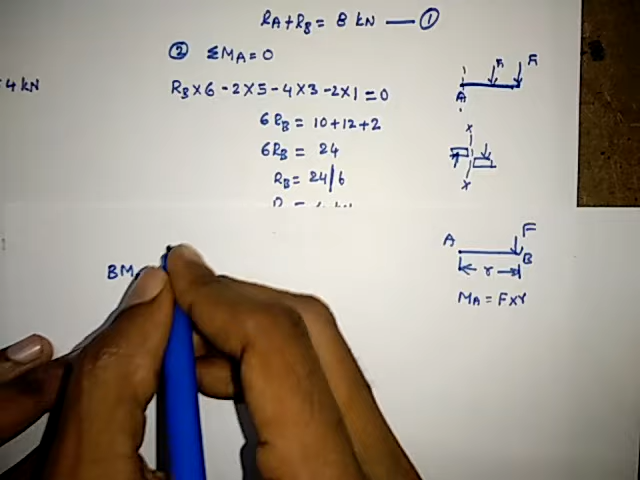 RA+RB = 8 KN — ①
② ΣMA=0
= 4 KN
RB×6 -2×5 -4×3 -2×1 =0
6RB = 10+12+2
6RB = 24
RB= 24/6
A
x
x
A
F
B
r
MA = F×r
BM